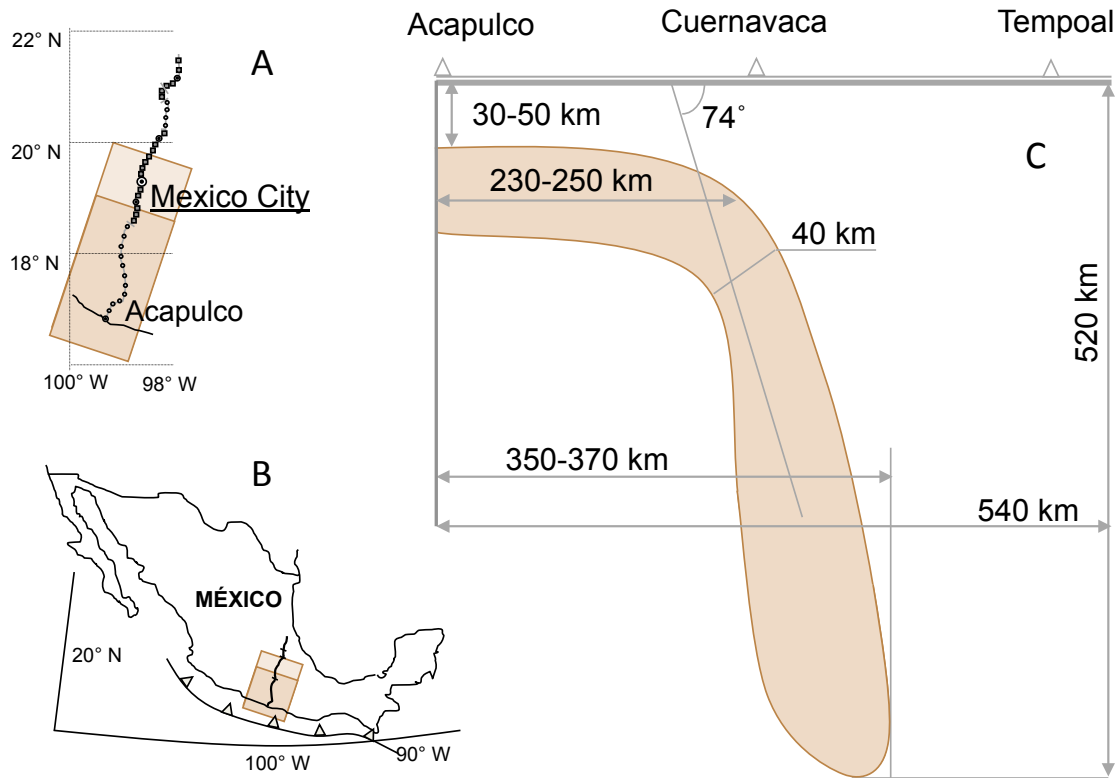 22° N
20° N
18° N
100° W
98° W
A
Mexico City
Acapulco
B
MÉXICO
20° N
100° W
90° W
Acapulco
Cuernavaca
Tempoal
30-50 km
74°
C
230-250 km
40 km
520 km
350-370 km
540 km